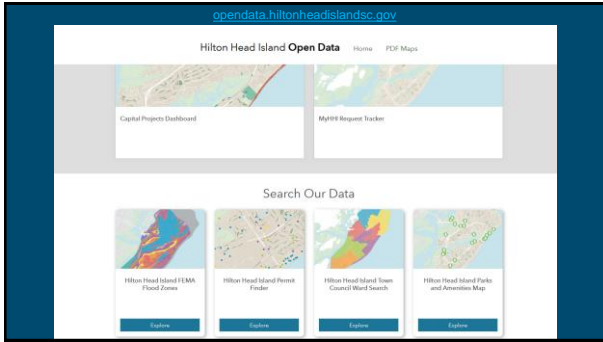 opendata.hiltonheadislandsc.gov
Hilton Head Island Open Data Home PDF Maps
Capital Projects Dashboard
MyHHI Request Tracker
Search Our Data
Hilton Head Island FEMA
Flood Zones
Hilton Head Island Permit
Finder
Hilton Head Island Town
Council Ward Search
Hilton Head Island Parks
and Amenities Map
Explore
Explore
Explore
Explore